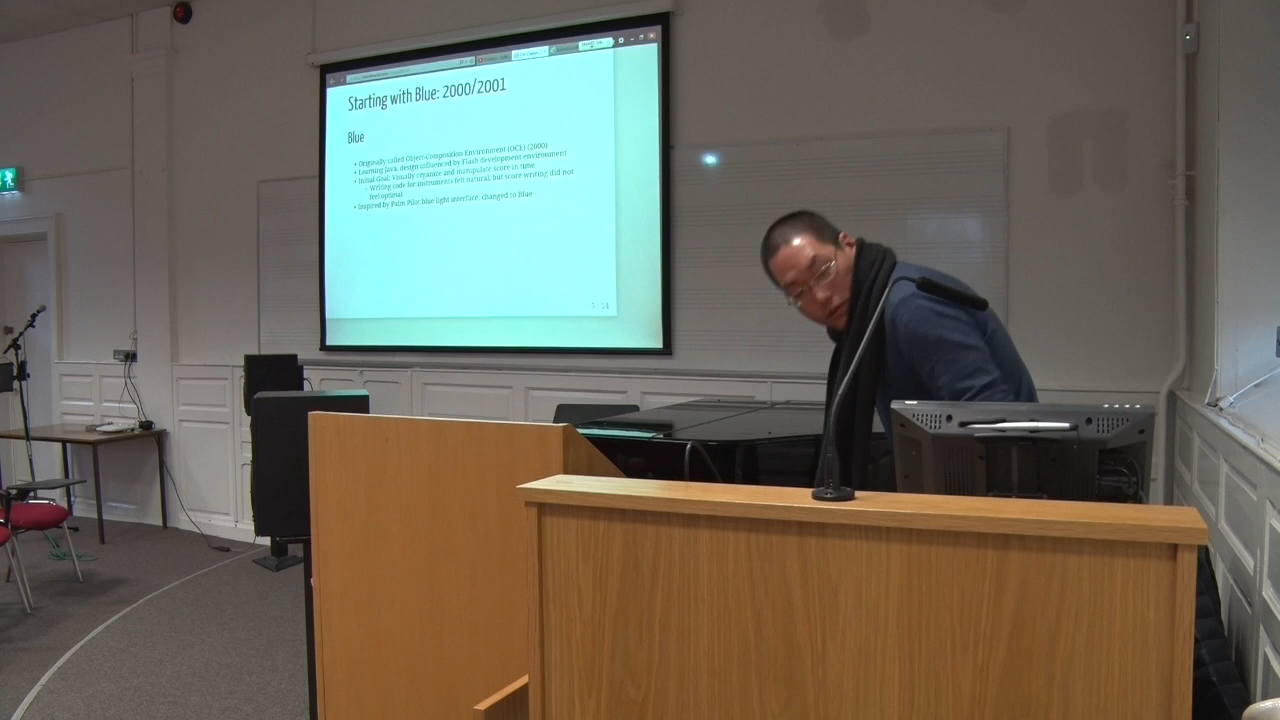 Starting with Blue: 2000/2001
Blue
• Originally called Object-Composition Environment (OCE) (2000)
• Learning Java, design influenced by Flash development environment
• Initial Goal: Visually organize and manipulate score in time
◦ Writing code for instruments felt natural, but score writing did not
feel optimal
• Inspired by Palm Pilot blue light interface, changed to Blue
5 / 14